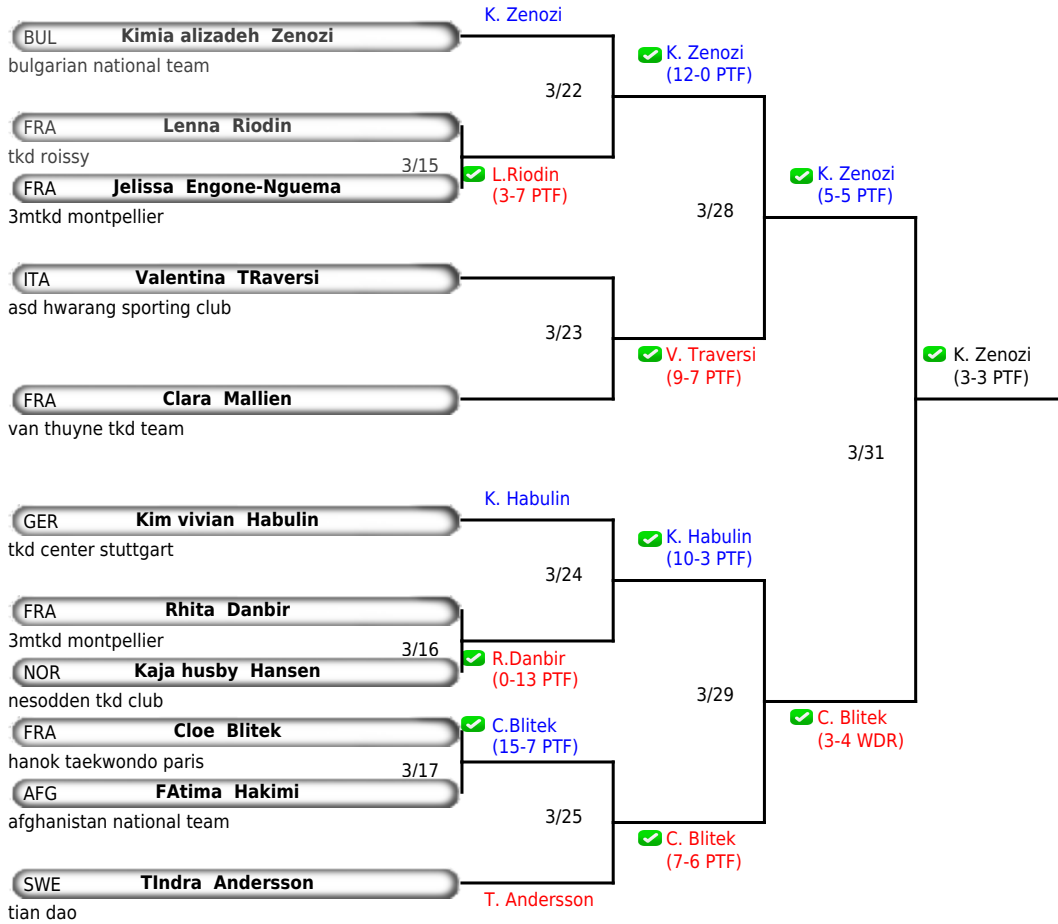 K. Zenozi
BUL Kimia alizadeh Zenozi
bulgarian national team
K. Zenozi
(12-0 PTF)
3/22
FRA Lenna Riodin
tkd roissy
3/15
L.Riodin
(3-7 PTF)
FRA Jelissa Engone-Nguema
3mtkd montpellier
K. Zenozi
(5-5 PTF)
3/28
ITA Valentina TRaversi
asd hwarang sporting club
3/23
V. Traversi
(9-7 PTF)
K. Zenozi
(3-3 PTF)
FRA Clara Mallien
van thuyne tkd team
3/31
K. Habulin
GER Kim vivian Habulin
tkd center stuttgart
K. Habulin
(10-3 PTF)
3/24
FRA Rhita Danbir
3mtkd montpellier
3/16
R.Danbir
(0-13 PTF)
NOR Kaja husby Hansen
nesodden tkd club
3/29
FRA Cloe Blitek
hanok taekwondo paris
C.Blitek
(15-7 PTF)
C. Blitek
(3-4 WDR)
3/17
AFG FAtima Hakimi
afghanistan national team
3/25
C. Blitek
(7-6 PTF)
SWE TIndra Andersson
tian dao
T. Andersson